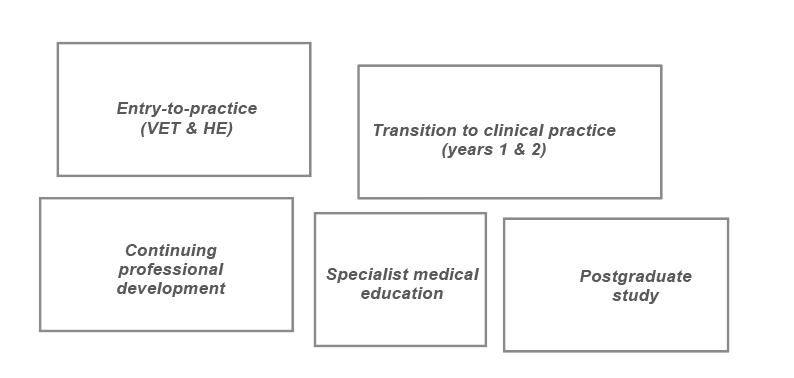 Entry-to-practice
(VET & HE)
Transition to clinical practice
(years 1 & 2)
Continuing
professional
development
Specialist medical
education
Postgraduate
study